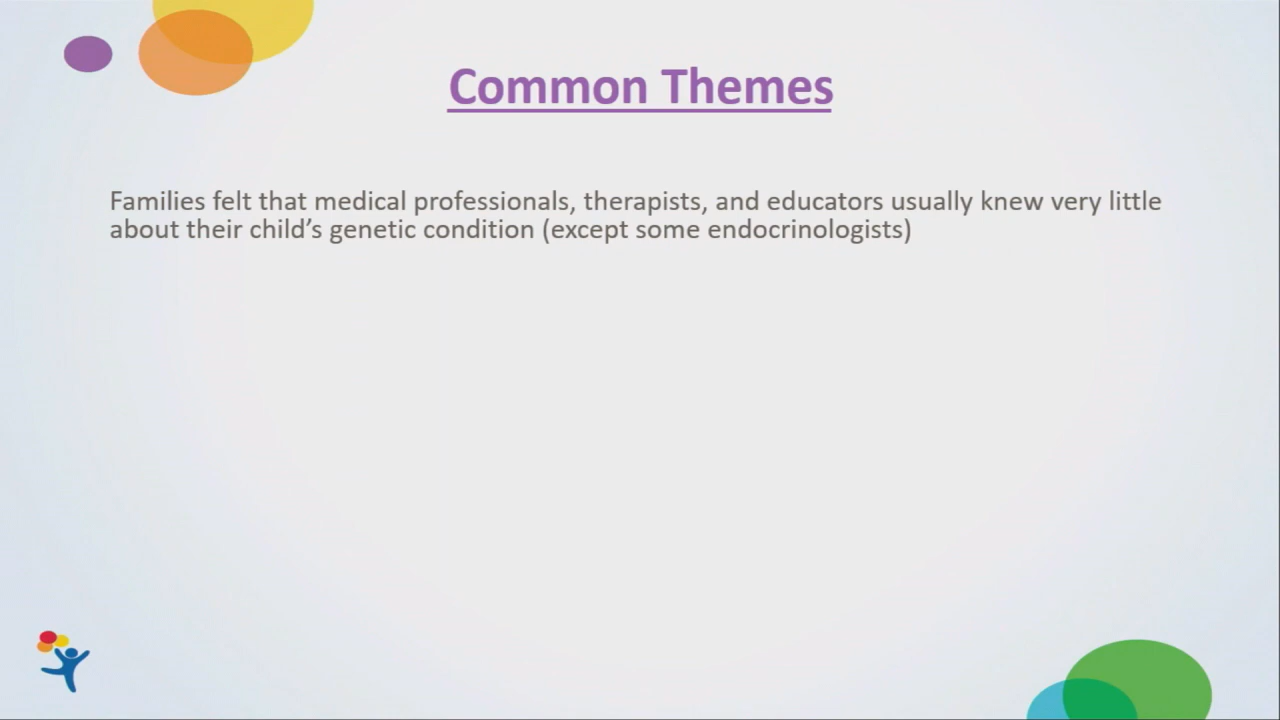 Common Themes
Families felt that medical professionals, therapists, and educators usually knew very little
about their child’s genetic condition (except some endocrinologists)